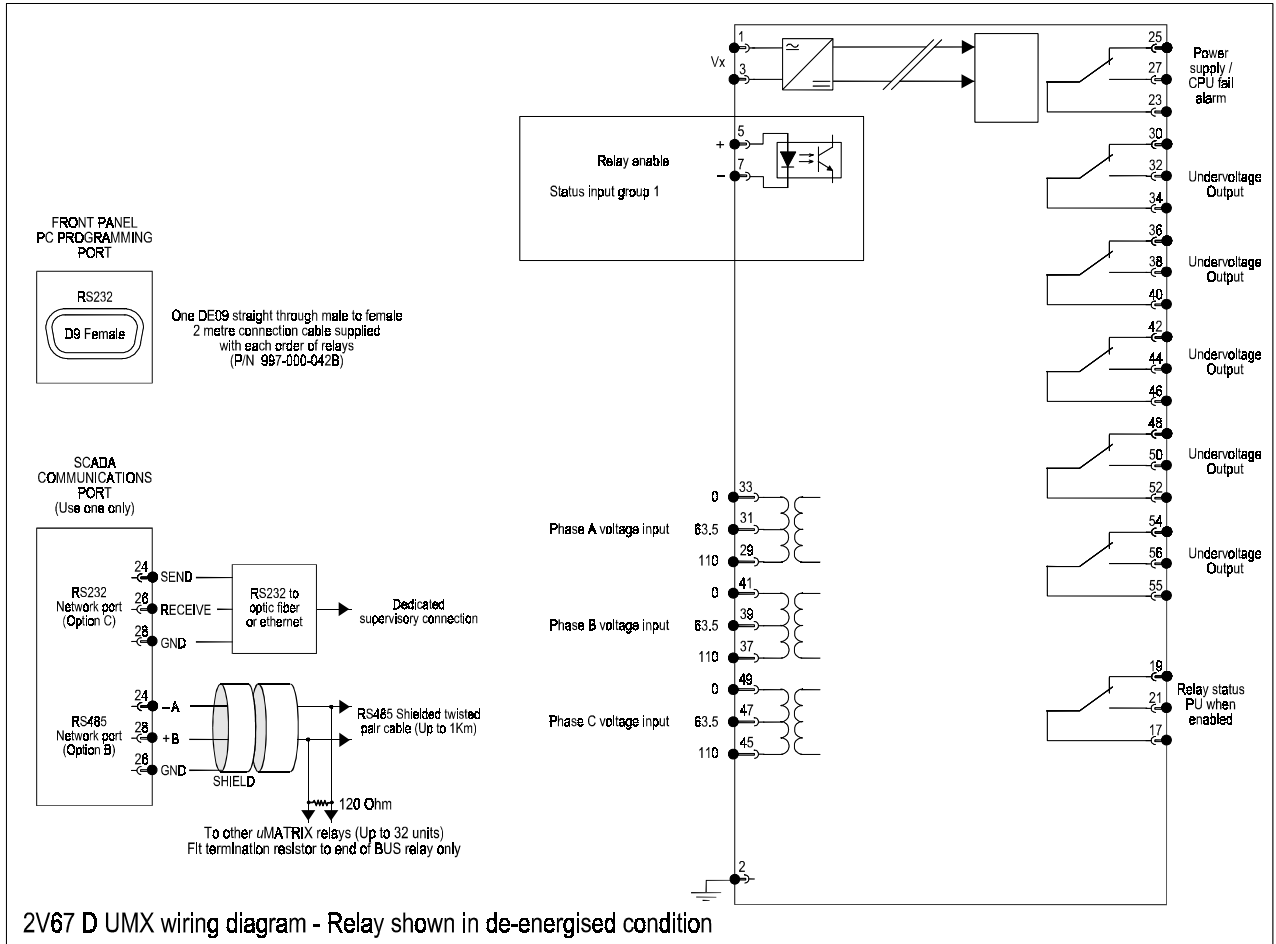 1
Vx
3
5
+
Relay enable
7
–
Status input group 1
FRONT PANEL
PC PROGRAMMING
PORT
RS232
D9 Female
One DE09 straight through male to female
2 metre connection cable supplied
with each order of relays
(P/N 997-000-042B)
SCADA
COMMUNICATIONS
PORT
(Use one only)
24
SEND
RS232
Network port
(Option C)
26
RECEIVE
28
GND
RS232 to
optic fiber
or ethernet
Dedicated
supervisory connection
24
–A
RS485
Network port
(Option B)
28
+B
26
GND
SHIELD
RS485 Shielded twisted
pair cable (Up to 1Km)
120 Ohm
To other uMATRIX relays (Up to 32 units)
Fit termination resistor to end of BUS relay only
0
33
Phase A voltage input
63.5
31
110
29
0
41
Phase B voltage input
63.5
39
110
37
0
49
Phase C voltage input
63.5
47
110
45
2
25
27
23
Power
supply /
CPU fail
alarm
30
32
34
Undervoltage
Output
36
38
40
Undervoltage
Output
42
44
46
Undervoltage
Output
48
50
52
Undervoltage
Output
54
56
55
Undervoltage
Output
19
21
17
Relay status
PU when
enabled
2V67 D UMX wiring diagram - Relay shown in de-energised condition